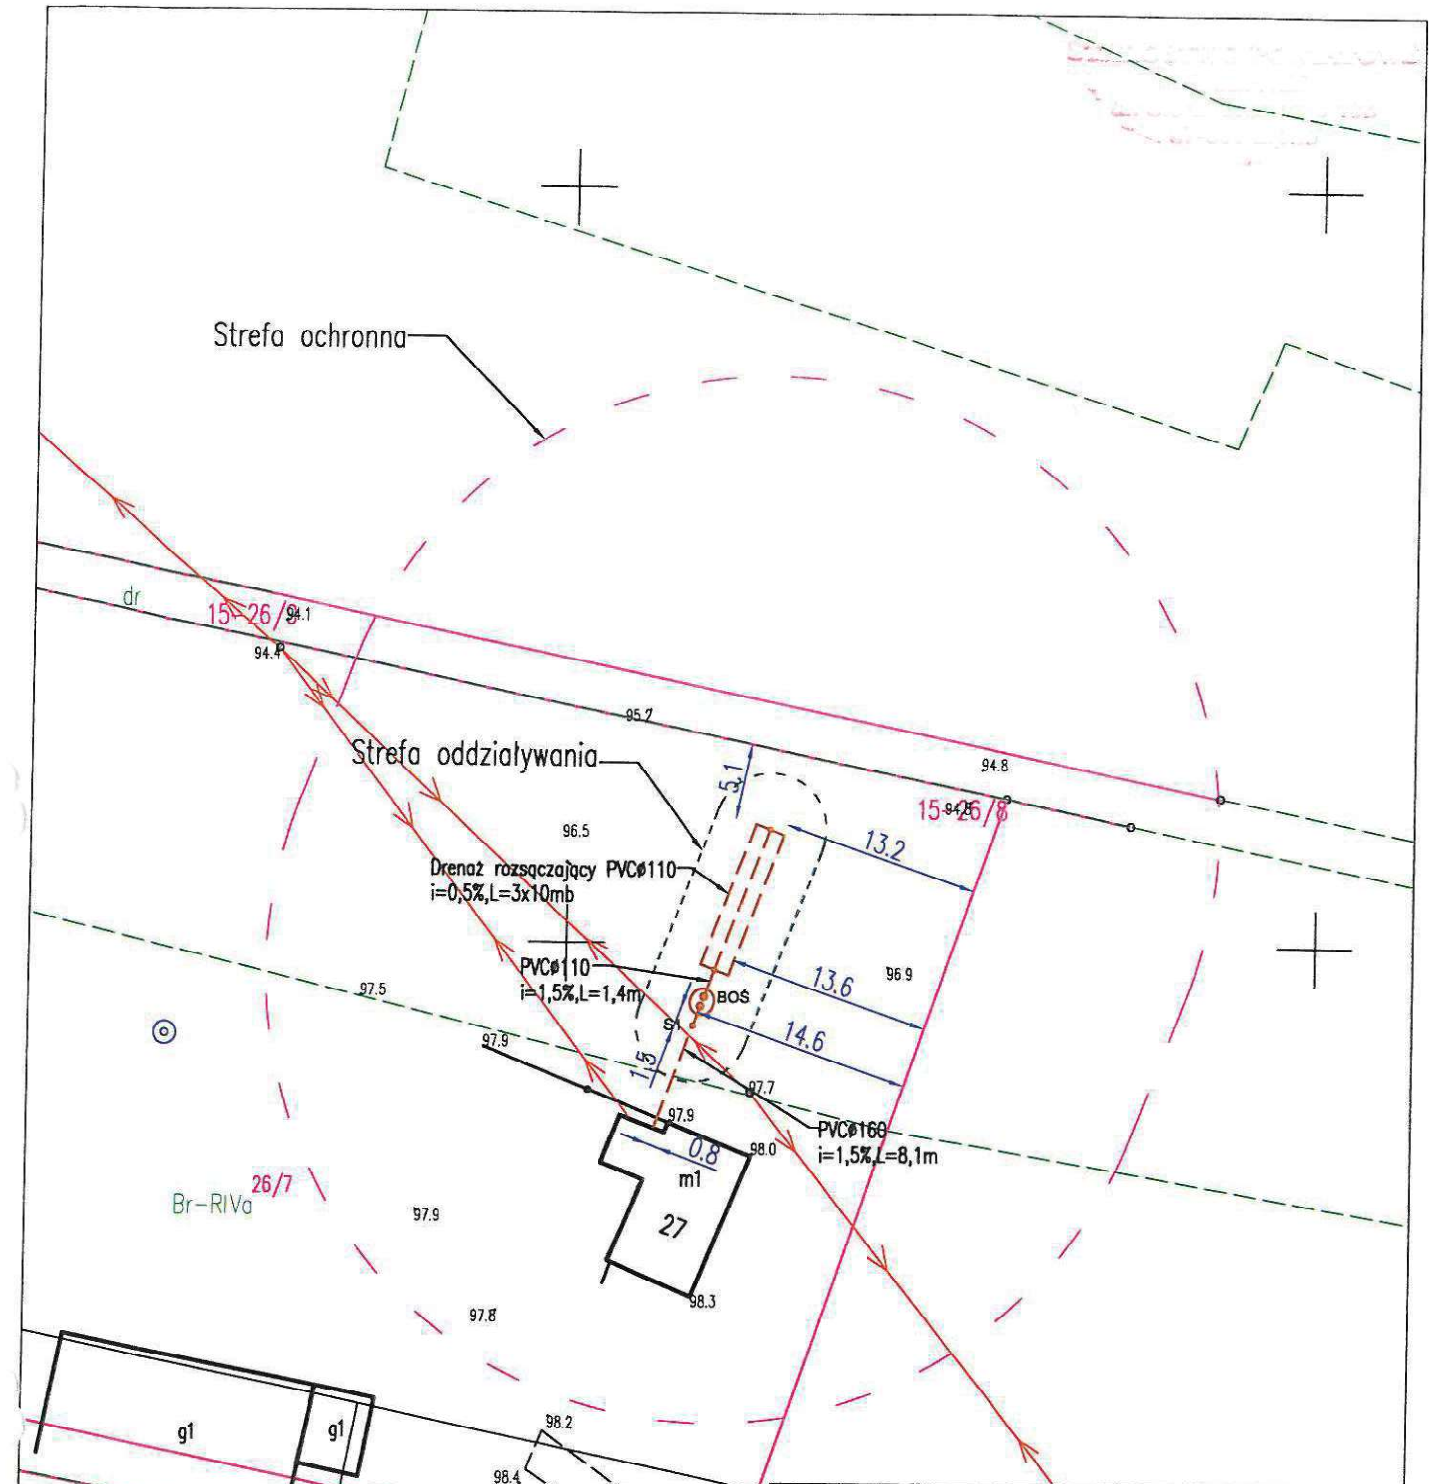 Strefa ochronna
dr
15-26/9
94.1
94.4
95.2
Strefa oddziaływania
5,1
94.8
15-26/8
94.5
96.5
13.2
Drenaż rozsączający PVCø110
i=0,5%,L=3x10mb
PVCø110
i=1,5%,L=1,4m
13.6
96.9
97.5
BOŚ
S1
14.6
97.9
1.5
97.7
97.9
PVCø160
i=1,5%,L=8,1m
0.8
98.0
m1
26/7
Br-RIVa
97.9
27
98.3
97.8
g1
g1
98.2
98.4